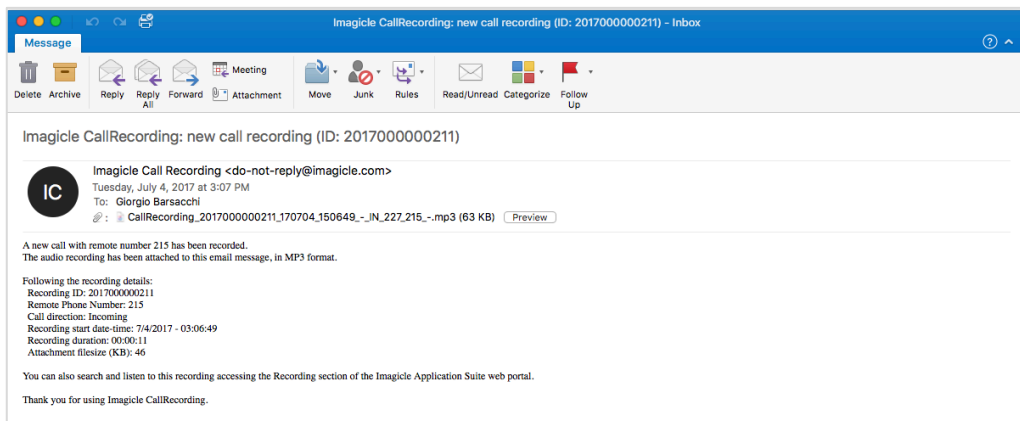 Imagicle CallRecording: new call recording (ID: 2017000000211) - Inbox
Message
Delete Archive Reply Reply All Forward Meeting Attachment Move Junk Rules Read/Unread Categorize Follow Up
Imagicle CallRecording: new call recording (ID: 2017000000211)
IC
Imagicle Call Recording <do-not-reply@imagicle.com>
Tuesday, July 4, 2017 at 3:07 PM
To: Giorgio Barsacchi
CallRecording_2017000000211_170704_150649_-_IN_227_215_-.mp3 (63 KB) Preview
A new call with remote number 215 has been recorded.
The audio recording has been attached to this email message, in MP3 format.
Following the recording details:
Recording ID: 2017000000211
Remote Phone Number: 215
Call direction: Incoming
Recording start date-time: 7/4/2017 - 03:06:49
Recording duration: 00:00:11
Attachment filesize (KB): 46
You can also search and listen to this recording accessing the Recording section of the Imagicle Application Suite web portal.
Thank you for using Imagicle CallRecording.